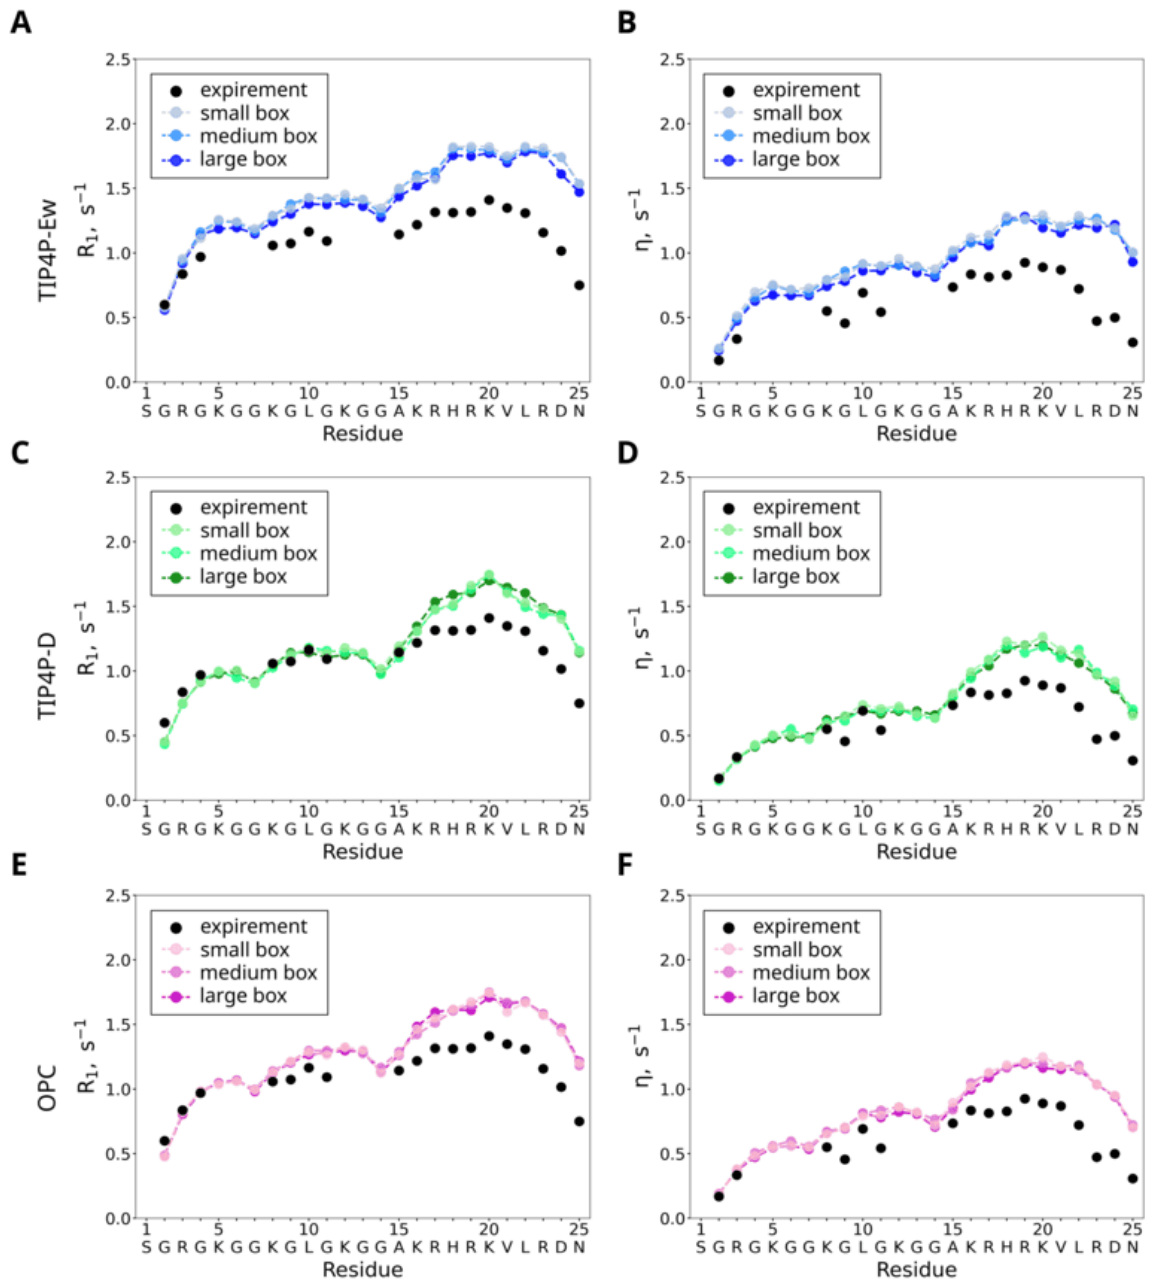 A
TIP4P-Ew
R1, s−1
2.5
2.0
1.5
1.0
0.5
0.0
expirement
small box
medium box
large box
1 5 10 15 20 25
S G R G K G G K G L G K G G A K R H R K V L R D N
Residue
B
η, s−1
2.5
2.0
1.5
1.0
0.5
0.0
expirement
small box
medium box
large box
1 5 10 15 20 25
S G R G K G G K G L G K G G A K R H R K V L R D N
Residue
C
TIP4P-D
R1, s−1
2.5
2.0
1.5
1.0
0.5
0.0
expirement
small box
medium box
large box
1 5 10 15 20 25
S G R G K G G K G L G K G G A K R H R K V L R D N
Residue
D
η, s−1
2.5
2.0
1.5
1.0
0.5
0.0
expirement
small box
medium box
large box
1 5 10 15 20 25
S G R G K G G K G L G K G G A K R H R K V L R D N
Residue
E
OPC
R1, s−1
2.5
2.0
1.5
1.0
0.5
0.0
expirement
small box
medium box
large box
1 5 10 15 20 25
S G R G K G G K G L G K G G A K R H R K V L R D N
Residue
F
η, s−1
2.5
2.0
1.5
1.0
0.5
0.0
expirement
small box
medium box
large box
1 5 10 15 20 25
S G R G K G G K G L G K G G A K R H R K V L R D N
Residue